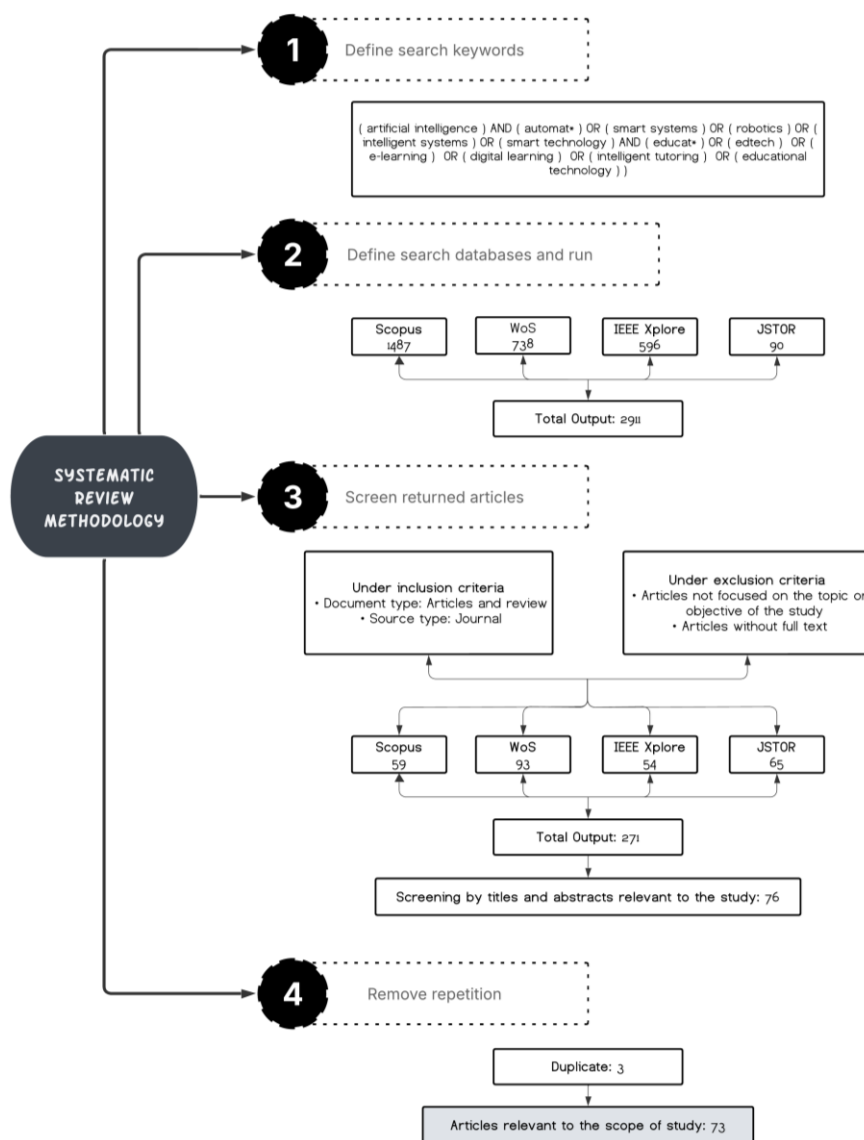 1
Define search keywords
( artificial intelligence ) AND ( automat* ) OR ( smart systems ) OR ( robotics ) OR (
intelligent systems ) OR ( smart technology ) AND ( educat* ) OR ( edtech ) OR (
e-learning ) OR ( digital learning ) OR ( intelligent tutoring ) OR ( educational
technology ) )
2
Define search databases and run
Scopus
1487
WoS
738
IEEE Xplore
596
JSTOR
90
Total Output: 2911
SYSTEMATIC
REVIEW
METHODOLOGY
3
Screen returned articles
Under inclusion criteria
• Document type: Articles and review
• Source type: Journal
Under exclusion criteria
• Articles not focused on the topic or
objective of the study
• Articles without full text
Scopus
59
WoS
93
IEEE Xplore
54
JSTOR
65
Total Output: 271
Screening by titles and abstracts relevant to the study: 76
4
Remove repetition
Duplicate: 3
Articles relevant to the scope of study: 73